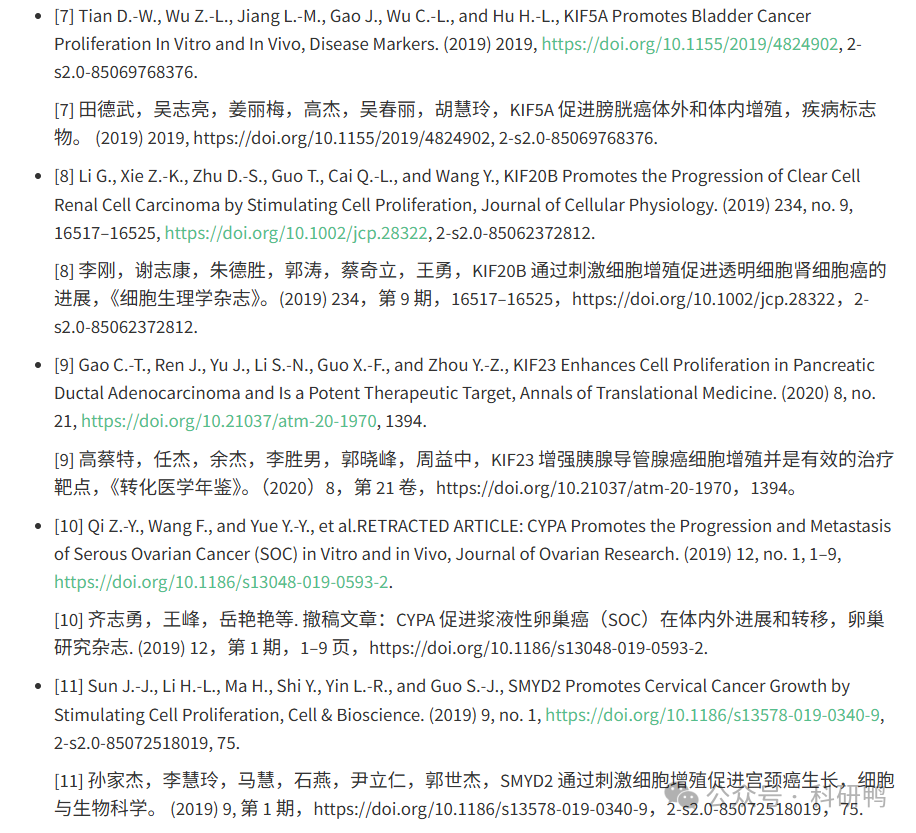 • [7] Tian D.-W., Wu Z.-L., Jiang L.-M., Gao J., Wu C.-L., and Hu H.-L., KIF5A Promotes Bladder Cancer
Proliferation In Vitro and In Vivo, Disease Markers. (2019) 2019, https://doi.org/10.1155/2019/4824902, 2-
s2.0-85069768376.
[7] 田德武，吴志亮，姜丽梅，高杰，吴春丽，胡慧玲，KIF5A 促进膀胱癌体外和体内增殖，疾病标志
物。 (2019) 2019, https://doi.org/10.1155/2019/4824902, 2-s2.0-85069768376.
• [8] Li G., Xie Z.-K., Zhu D.-S., Guo T., Cai Q.-L., and Wang Y., KIF20B Promotes the Progression of Clear Cell
Renal Cell Carcinoma by Stimulating Cell Proliferation, Journal of Cellular Physiology. (2019) 234, no. 9,
16517–16525, https://doi.org/10.1002/jcp.28322, 2-s2.0-85062372812.
[8] 李刚，谢志康，朱德胜，郭涛，蔡奇立，王勇，KIF20B 通过刺激细胞增殖促进透明细胞肾细胞癌的
进展，《细胞生理学杂志》。(2019) 234，第 9 期，16517–16525，https://doi.org/10.1002/jcp.28322，2-
s2.0-85062372812.
• [9] Gao C.-T., Ren J., Yu J., Li S.-N., Guo X.-F., and Zhou Y.-Z., KIF23 Enhances Cell Proliferation in Pancreatic
Ductal Adenocarcinoma and Is a Potent Therapeutic Target, Annals of Translational Medicine. (2020) 8, no.
21, https://doi.org/10.21037/atm-20-1970, 1394.
[9] 高蔡特，任杰，余杰，李胜男，郭晓峰，周益中，KIF23 增强胰腺导管腺癌细胞增殖并是有效的治疗
靶点，《转化医学年鉴》。（2020）8，第 21 卷，https://doi.org/10.21037/atm-20-1970，1394。
• [10] Qi Z.-Y., Wang F., and Yue Y.-Y., et al.RETRACTED ARTICLE: CYPA Promotes the Progression and Metastasis
of Serous Ovarian Cancer (SOC) in Vitro and in Vivo, Journal of Ovarian Research. (2019) 12, no. 1, 1–9,
https://doi.org/10.1186/s13048-019-0593-2.
[10] 齐志勇，王峰，岳艳艳等. 撤稿文章：CYPA 促进浆液性卵巢癌（SOC）在体内外进展和转移，卵巢
研究杂志. (2019) 12，第 1 期，1–9 页，https://doi.org/10.1186/s13048-019-0593-2.
• [11] Sun J.-J., Li H.-L., Ma H., Shi Y., Yin L.-R., and Guo S.-J., SMYD2 Promotes Cervical Cancer Growth by
Stimulating Cell Proliferation, Cell & Bioscience. (2019) 9, no. 1, https://doi.org/10.1186/s13578-019-0340-9,
2-s2.0-85072518019, 75.
[11] 孙家杰，李慧玲，马慧，石燕，尹立仁，郭世杰，SMYD2 通过刺激细胞增殖促进宫颈癌生长，细胞
与生物科学。 (2019) 9, 第 1 期，https://doi.org/10.1186/s13578-019-0340-9，2-s2.0-85072518019，75.
公众号 · 科研鸭